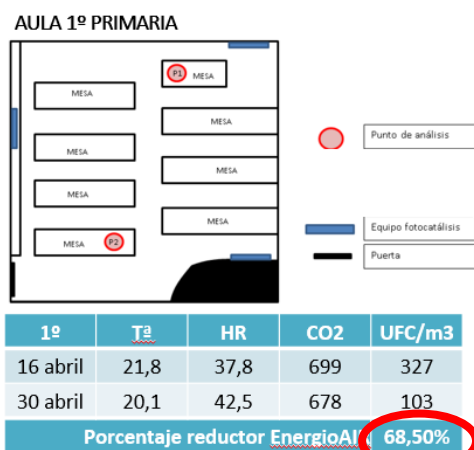 AULA 1º PRIMARIA
P1 MESA
MESA
MESA
MESA
MESA
MESA
MESA
MESA P2
Punto de análisis
Equipo fotocatálisis
Puerta
1º Tª HR CO2 UFC/m3
16 abril 21,8 37,8 699 327
30 abril 20,1 42,5 678 103
Porcentaje reductor EnergioAIR 68,50%